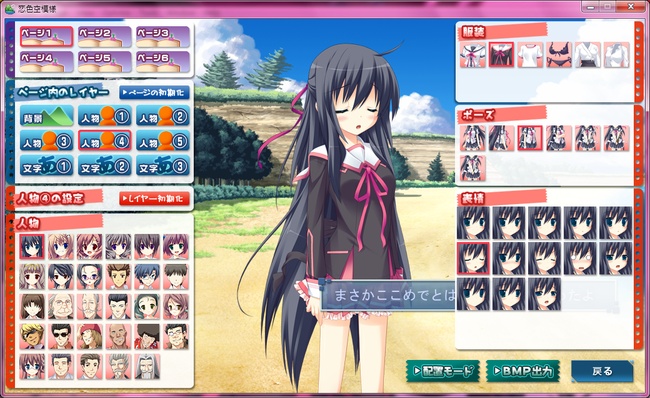 恋色空模様
ページ1
ページ2
ページ3
ページ4
ページ5
ページ6
ページ内のレイヤー
▶ページの初期化
背景
人物①
人物②
人物③
人物④
人物⑤
文字①
文字②
文字③
人物④の設定
▶レイヤー初期化
人物
服装
ポーズ
表情
まさかここめでとは
たよ
▶配置モード
▶BMP出力
戻る